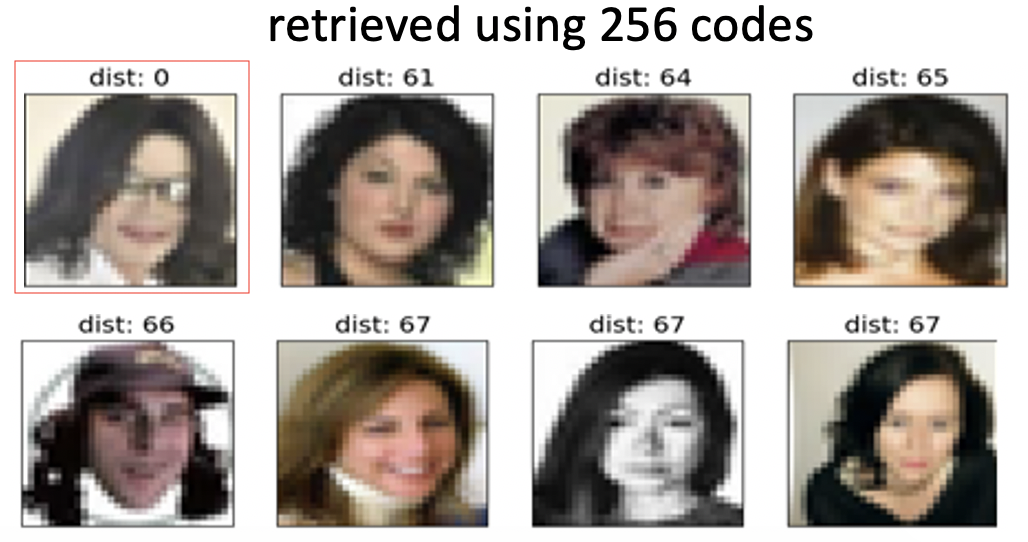 retrieved using 256 codes
dist: 0 dist: 61 dist: 64 dist: 65
dist: 66 dist: 67 dist: 67 dist: 67